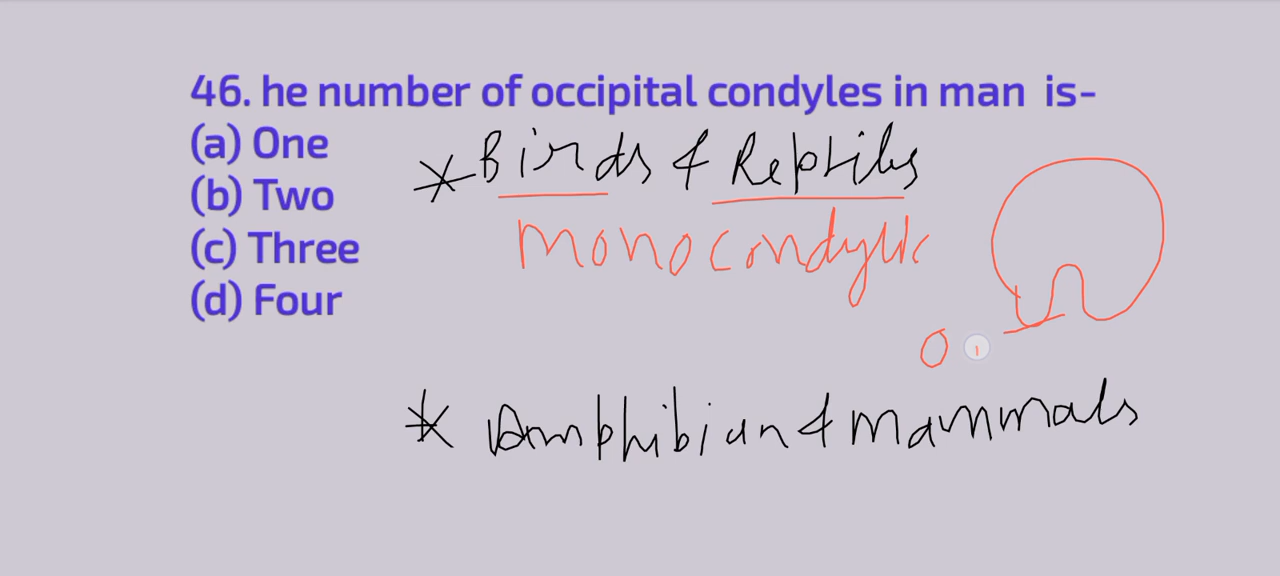 46. he number of occipital condyles in man is-
(a) One
(b) Two
(c) Three
(d) Four
* Birds & Reptiles
monocondylic
O.
* Amphibian & mammals